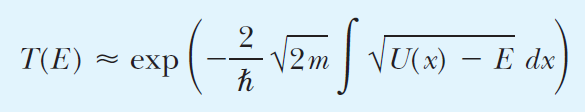 T(E) ≈ exp(−2/ħ √2m ∫ √U(x) − E dx)